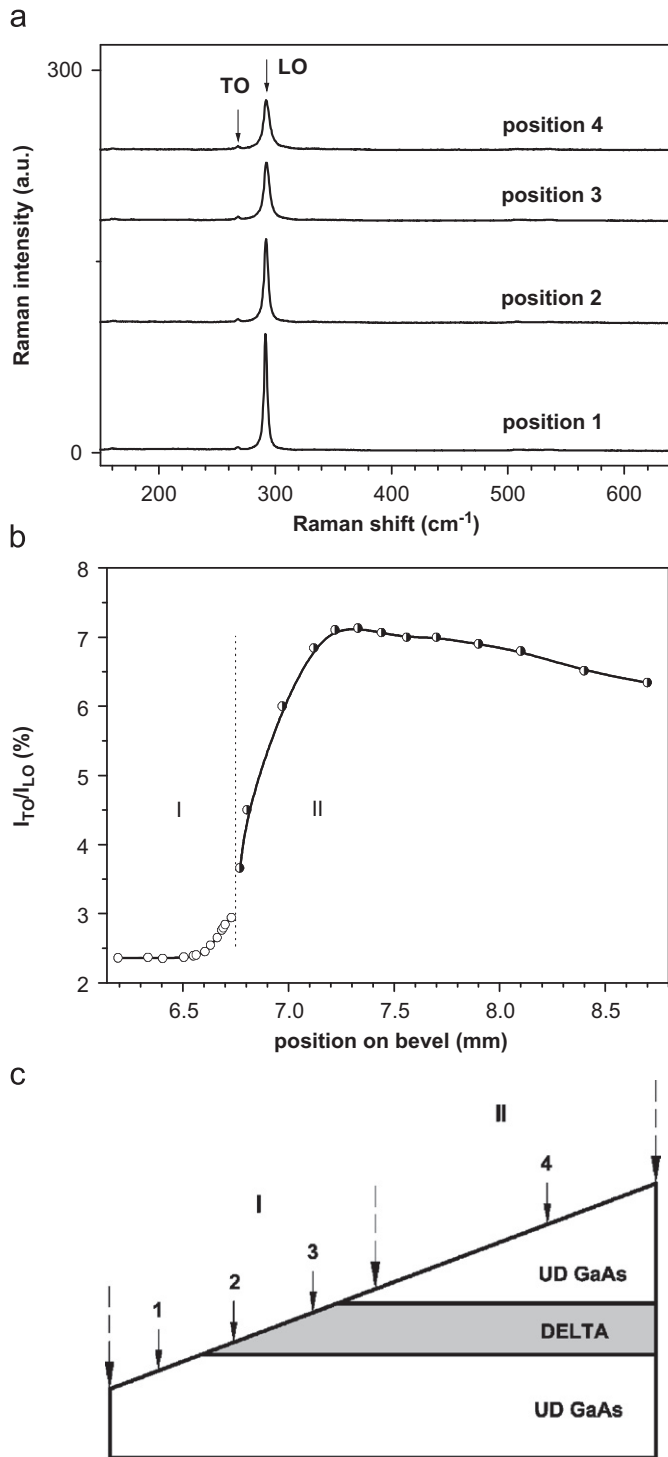 a
300
TO
LO
position 4
position 3
position 2
position 1
0
Raman intensity (a.u.)
200 300 400 500 600
Raman shift (cm-1)
b
8
7
6
5
4
3
2
I II
ITO/ILO (%)
6.5 7.0 7.5 8.0 8.5
position on bevel (mm)
c
II
4
I
3
2
1
UD GaAs
DELTA
UD GaAs